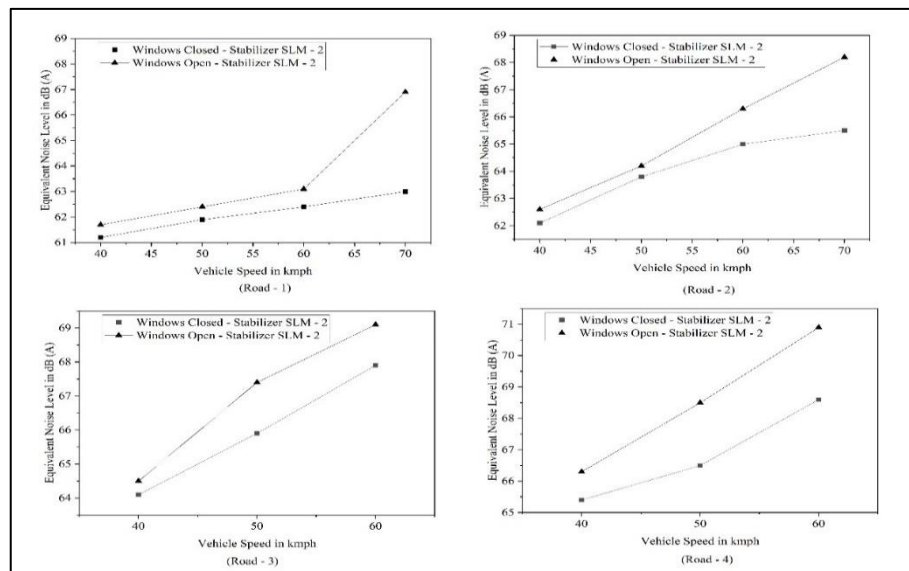 Windows Closed - Stabilizer SLM - 2
Windows Open - Stabilizer SLM - 2
Equivalent Noise Level in dB (A)
69
68
67
66
65
64
63
62
61
40 45 50 55 60 65 70
Vehicle Speed in kmph
(Road - 1)
Windows Closed - Stabilizer SLM - 2
Windows Open - Stabilizer SLM - 2
Equivalent Noise Level in dB (A)
69
68
67
66
65
64
63
62
40 45 50 55 60 65 70
Vehicle Speed in kmph
(Road - 2)
Windows Closed - Stabilizer SLM - 2
Windows Open - Stabilizer SLM - 2
Equivalent Noise Level in dB (A)
69
68
67
66
65
64
40 50 60
Vehicle Speed in kmph
(Road - 3)
Windows Closed - Stabilizer SLM - 2
Windows Open - Stabilizer SLM - 2
Equivalent Noise Level in dB (A)
71
70
69
68
67
66
65
40 50 60
Vehicle Speed in kmph
(Road - 4)